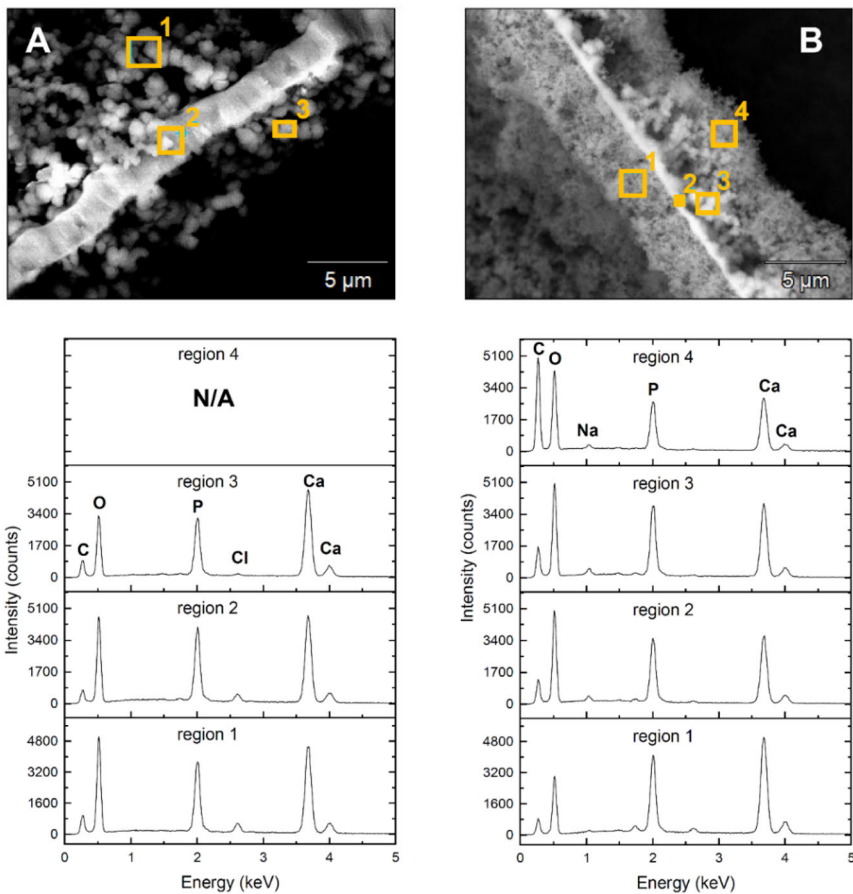 A
1
2
3
5 µm
B
4
1
2
3
5 µm
region 4
N/A
5100
3400
1700
0
region 3
C
O
P
Cl
Ca
Ca
5100
3400
1700
0
region 2
5100
3400
1700
0
region 1
4800
3200
1600
0
0 1 2 3 4 5
Energy (keV)
Intensity (counts)
5100
3400
1700
0
region 4
C
O
Na
P
Ca
Ca
5100
3400
1700
0
region 3
5100
3400
1700
0
region 2
4800
3200
1600
0
region 1
0 1 2 3 4 5
Energy (keV)
Intensity (counts)